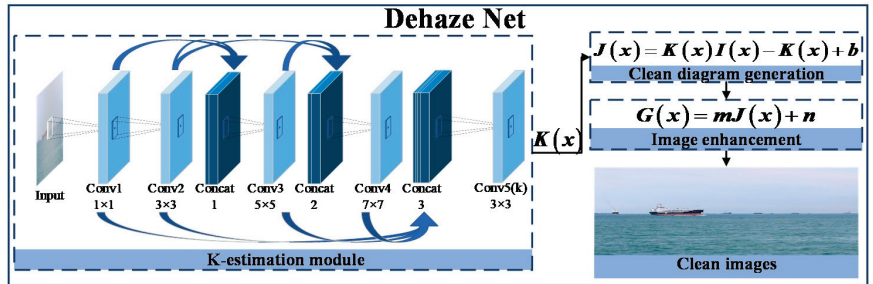 Dehaze Net
Input
Conv1
1×1
Conv2
3×3
Concat
1
Conv3
5×5
Concat
2
Conv4
7×7
Concat
3
Conv5(k)
3×3
K-estimation module
K(x)
J(x)=K(x)I(x)−K(x)+b
Clean diagram generation
G(x)=mJ(x)+n
Image enhancement
Clean images